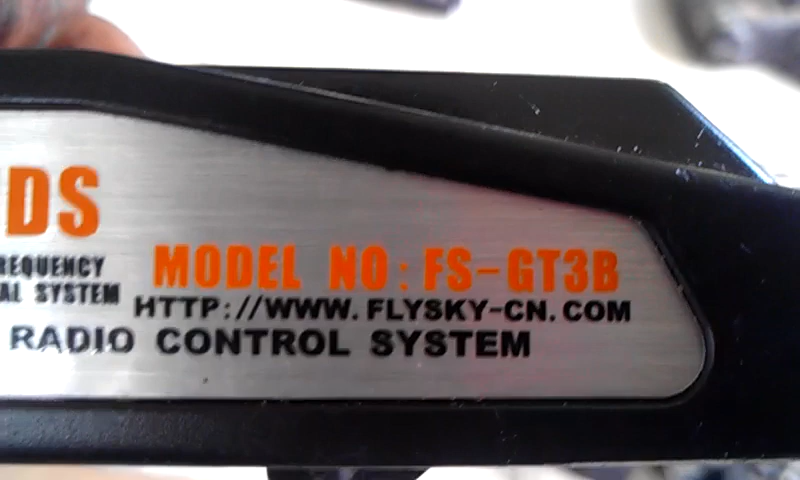 DS
REQUENCY
AL SYSTEM
MODEL NO:FS-GT3B
HTTP://WWW.FLYSKY-CN.COM
RADIO CONTROL SYSTEM